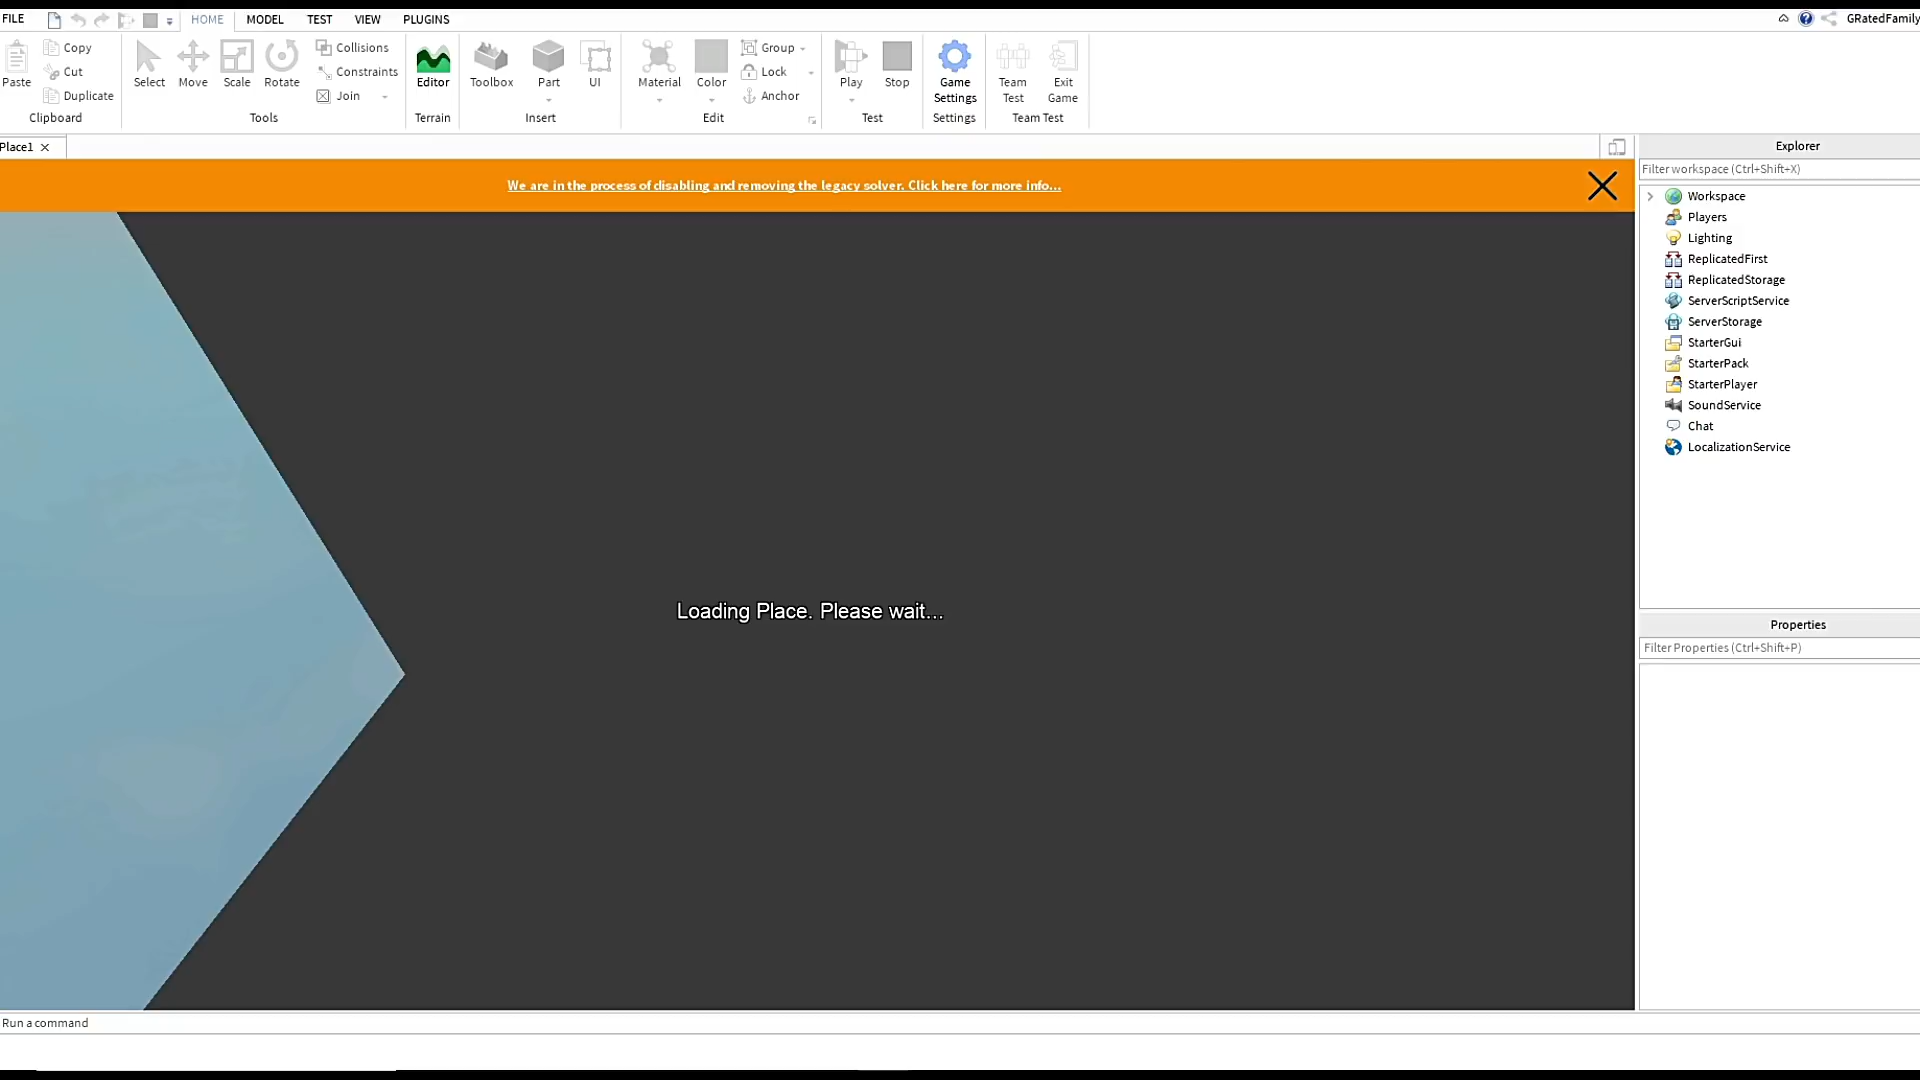 FILE
HOME
MODEL
TEST
VIEW
PLUGINS
GRatedFamily
Paste
Copy
Cut
Duplicate
Clipboard
Select
Move
Scale
Rotate
Collisions
Constraints
Join
Tools
Editor
Terrain
Toolbox
Part
UI
Insert
Material
Color
Group
Lock
Anchor
Edit
Play
Stop
Test
Game
Settings
Settings
Team
Test
Exit
Game
Team Test
Place1
We are in the process of disabling and removing the legacy solver. Click here for more info...
Loading Place. Please wait...
Explorer
Filter workspace (Ctrl+Shift+X)
Workspace
Players
Lighting
ReplicatedFirst
ReplicatedStorage
ServerScriptService
ServerStorage
StarterGui
StarterPack
StarterPlayer
SoundService
Chat
LocalizationService
Properties
Filter Properties (Ctrl+Shift+P)
Run a command